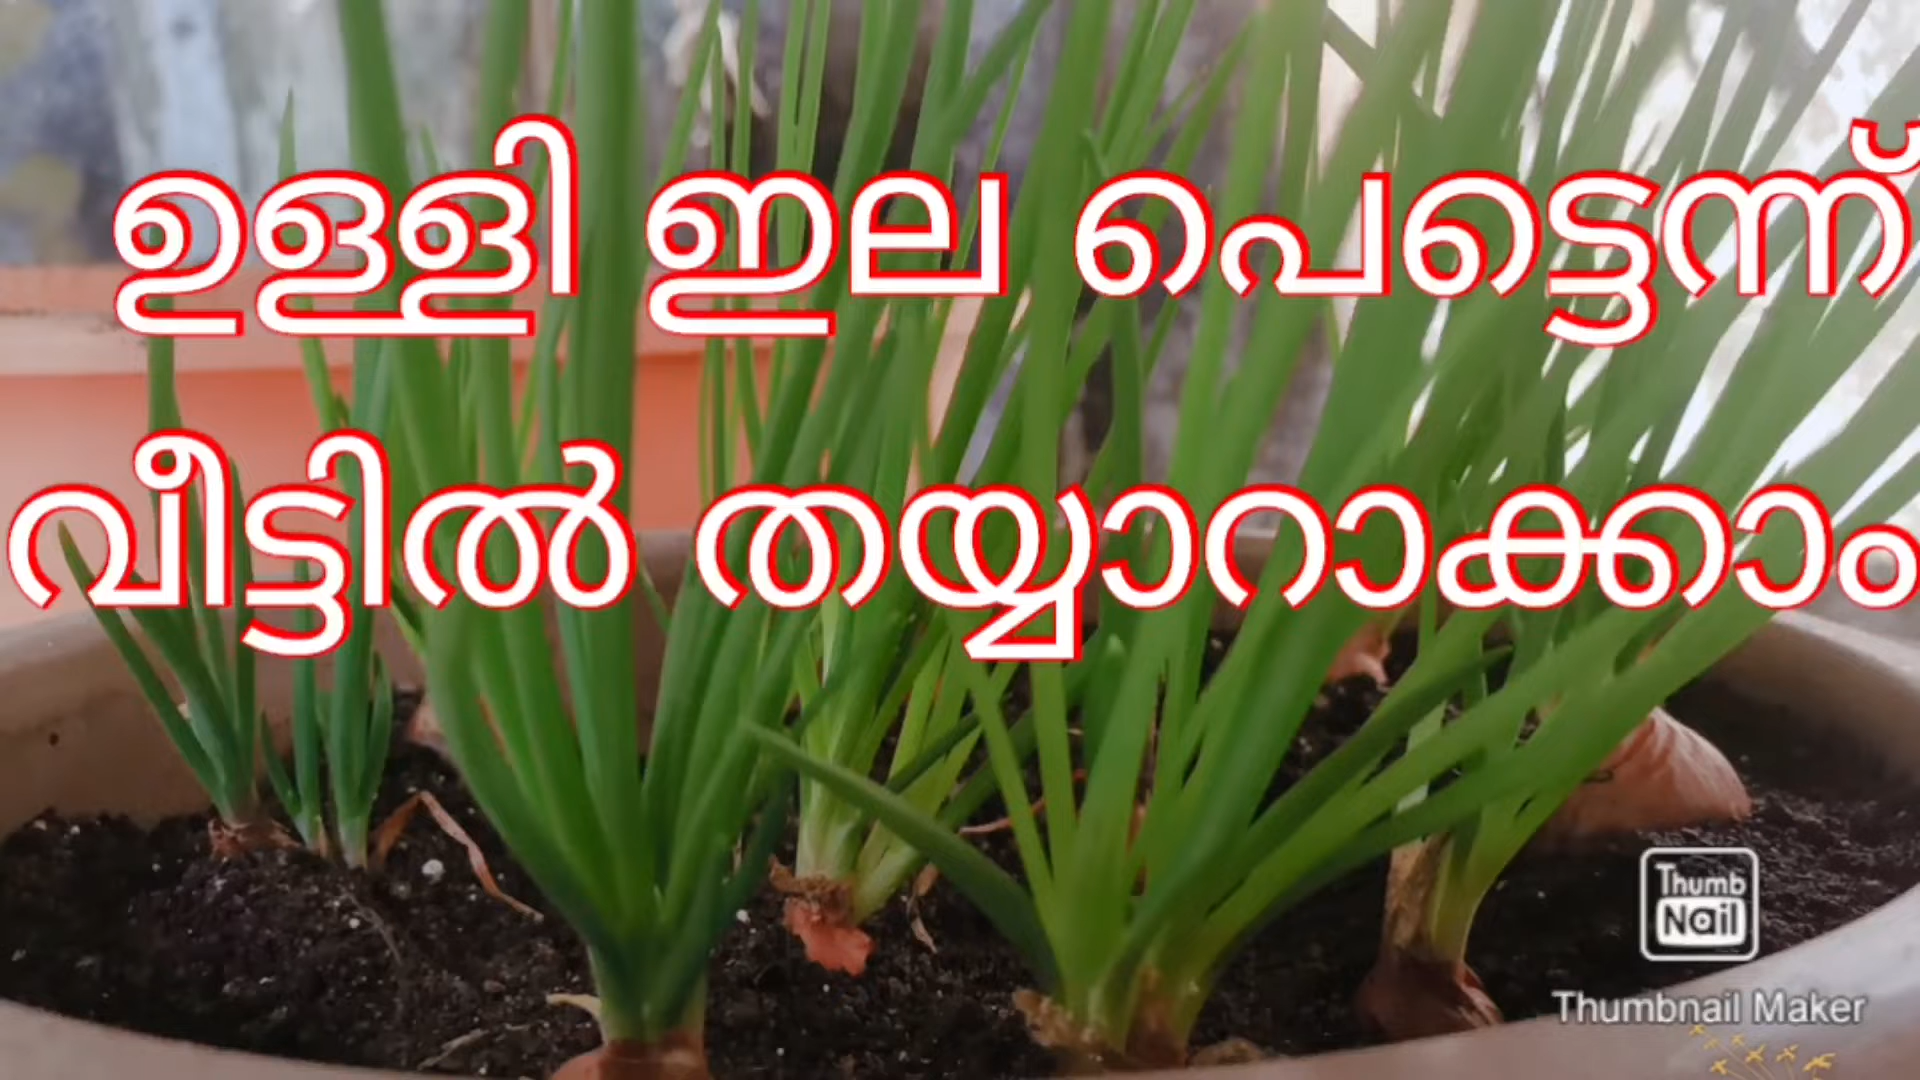 ഉള്ളി ഇല പെട്ടെന്ന്
വീട്ടിൽ തയ്യാറാക്കാം
Thumb
Nail
Thumbnail Maker